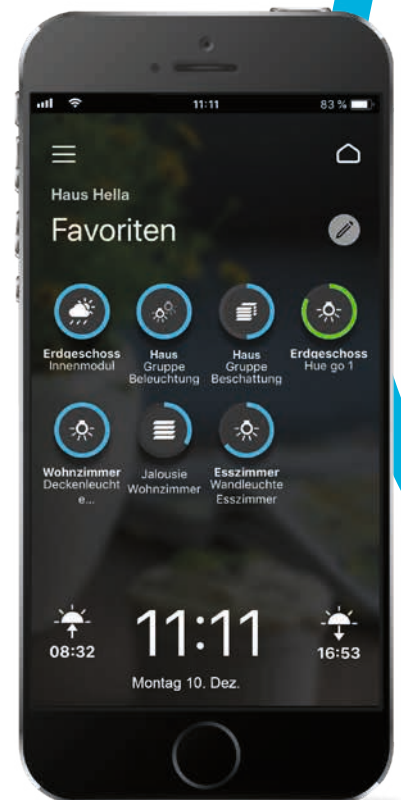 11:11
83 %
Haus Hella
Favoriten
Erdgeschoss
Innenmodul
Haus
Gruppe
Beleuchtung
Haus
Gruppe
Beschattung
Erdgeschoss
Hue go 1
Wohnzimmer
Deckenleucht
e...
Jalousie
Wohnzimmer
Esszimmer
Wandleuchte
Esszimmer
08:32
11:11
16:53
Montag 10. Dez.